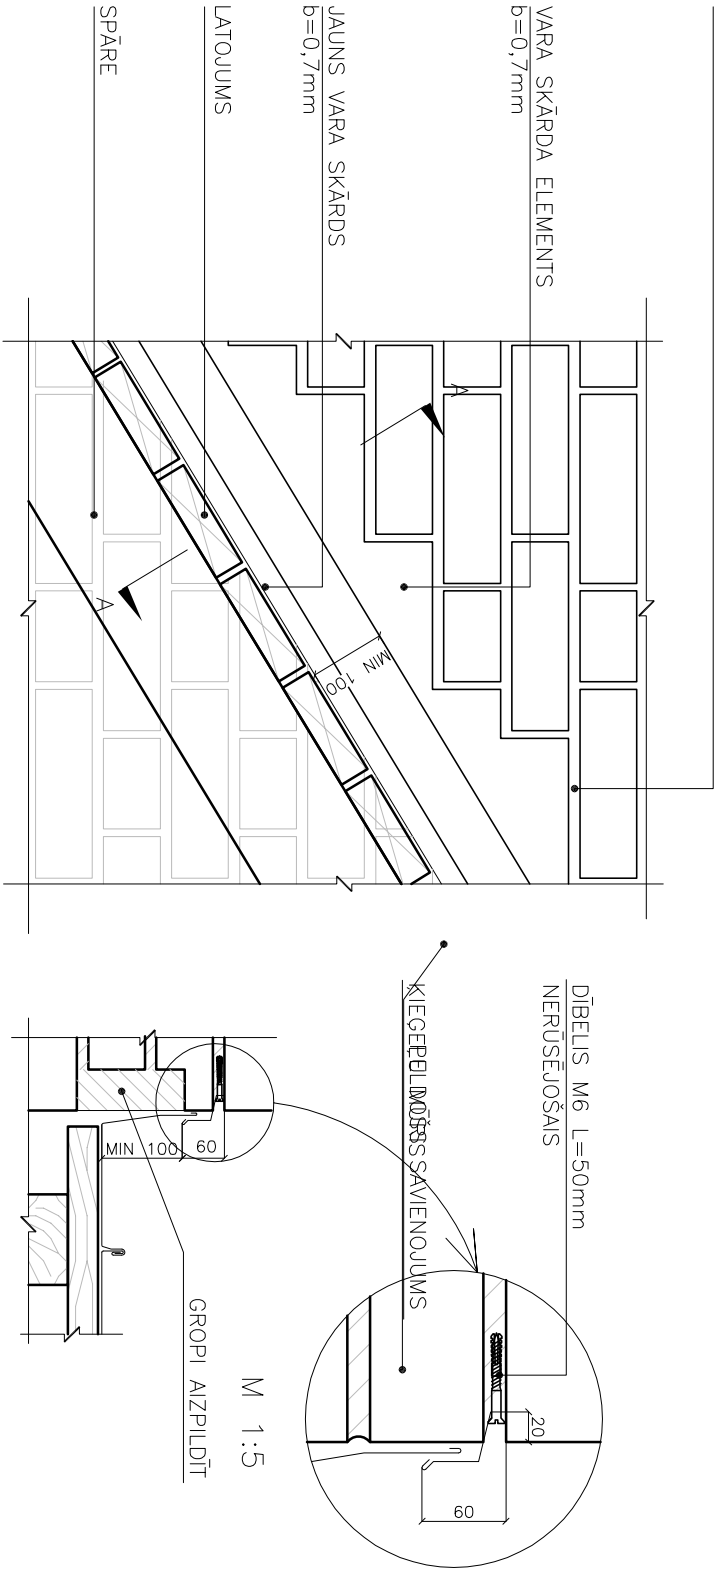 VARA SKĀRDA ELEMENTS
b=0,7mm
JAUNS VARA SKĀRDS
b=0,7mm
LATOJUMS
SPĀRE
A
A
MIN 100
DĪBELIS M6 L=50mm
NERŪSĒJOŠAIS
SAVIENOJUMS
20
60
M 1:5
GROPI AIZPILDĪT
MIN 100
60